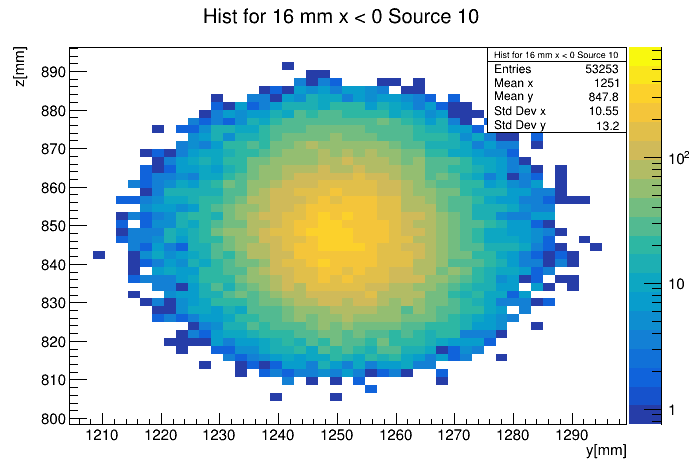 Hist for 16 mm x < 0 Source 10
z[mm]
Hist for 16 mm x < 0 Source 10
Entries 53253
Mean x 1251
Mean y 847.8
Std Dev x 10.55
Std Dev y 13.2
890
880
870
860
850
840
830
820
810
800
10²
10
1
1210 1220 1230 1240 1250 1260 1270 1280 1290
y[mm]